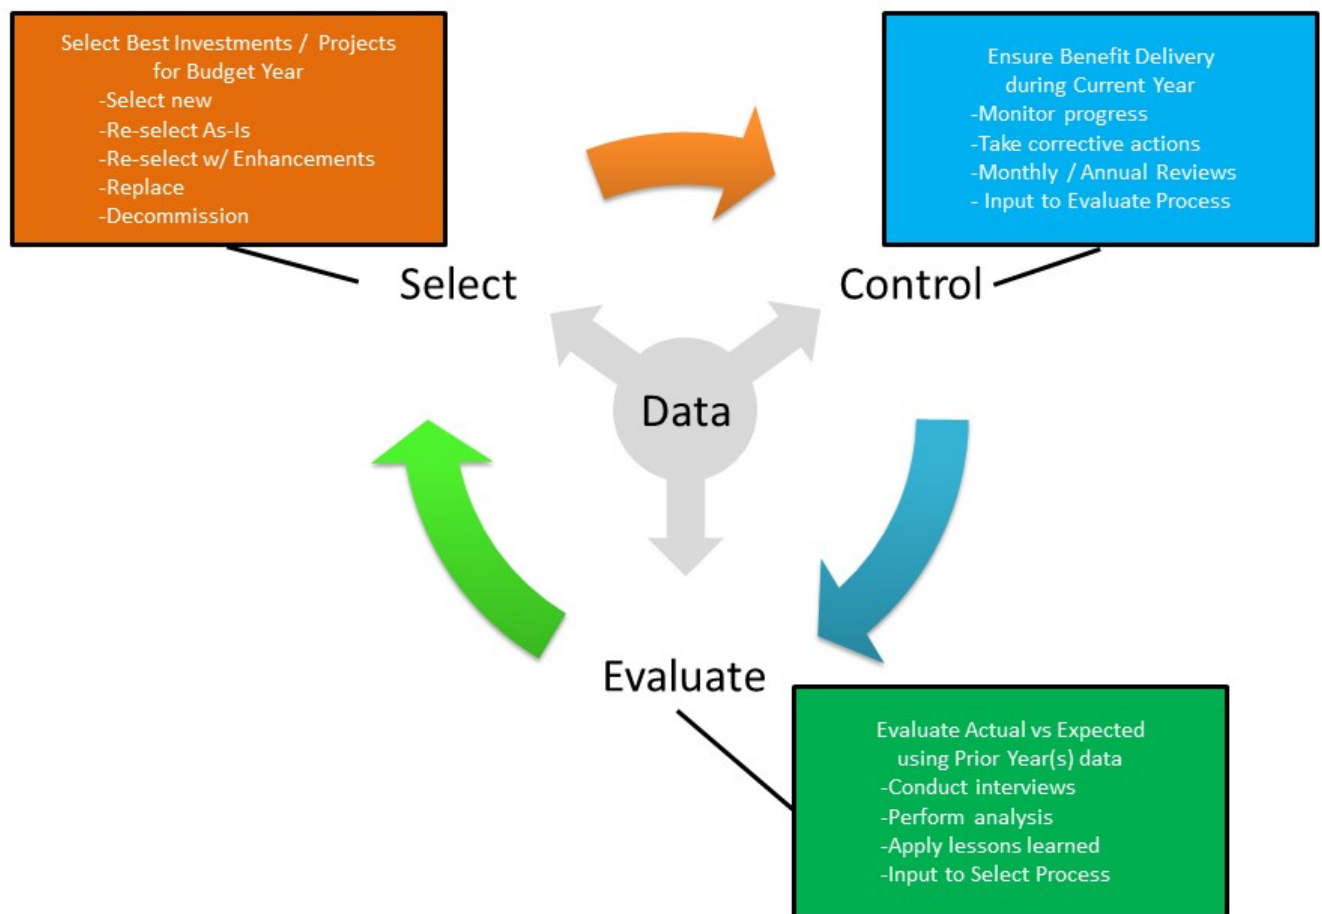 Select Best Investments / Projects
for Budget Year
-Select new
-Re-select As-Is
-Re-select w/ Enhancements
-Replace
-Decommission
Ensure Benefit Delivery
during Current Year
-Monitor progress
-Take corrective actions
-Monthly / Annual Reviews
- Input to Evaluate Process
Select
Control
Data
Evaluate
Evaluate Actual vs Expected
using Prior Year(s) data
-Conduct interviews
-Perform analysis
-Apply lessons learned
-Input to Select Process